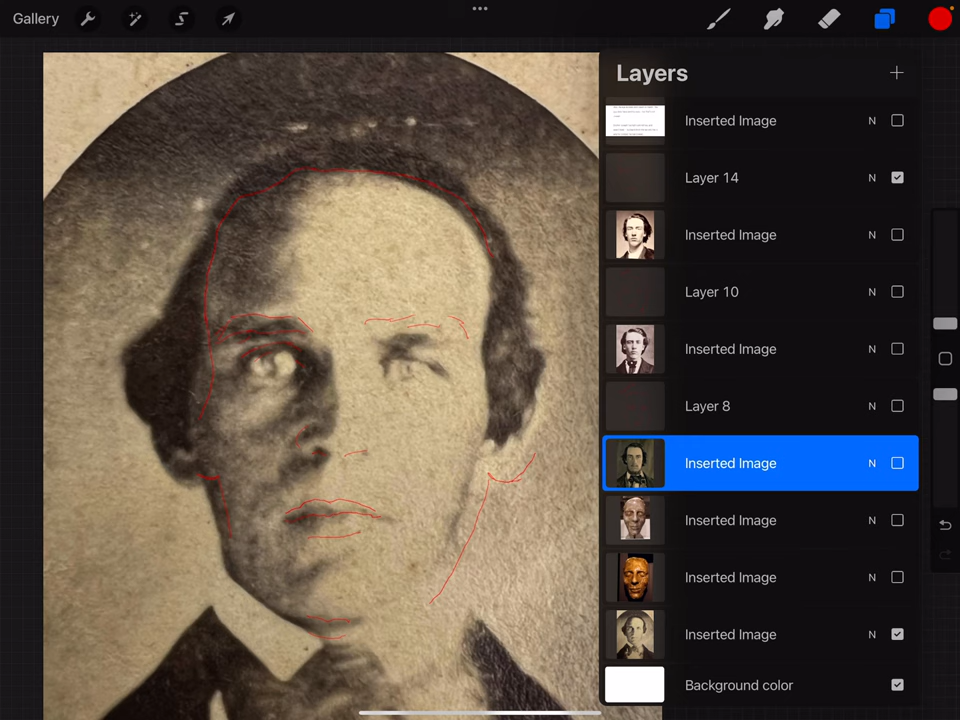 Gallery
Layers
Inserted Image N
Layer 14 N
Inserted Image N
Layer 10 N
Inserted Image N
Layer 8 N
Inserted Image N
Inserted Image N
Inserted Image N
Inserted Image N
Background color